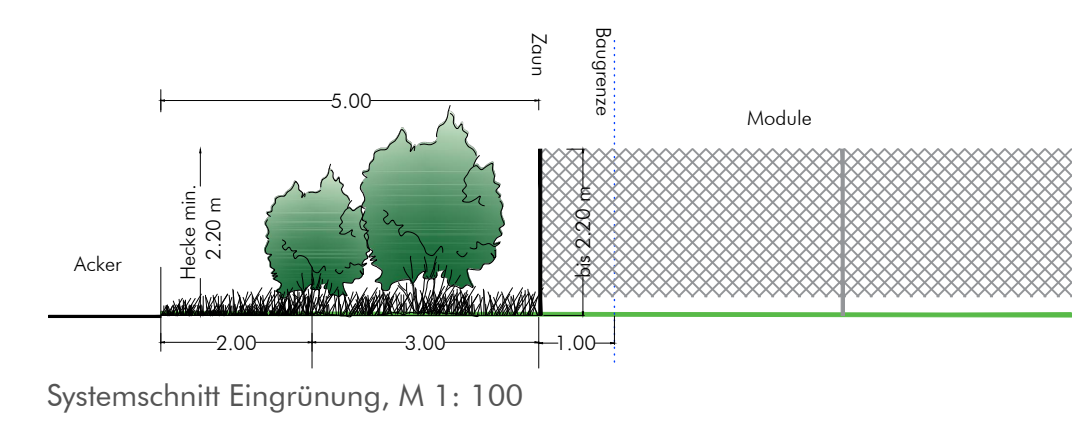 Zaun
Baugrenze
5.00
Module
Hecke min.
2.20 m
bis 2.20 m
Acker
2.00
3.00
1.00
Systemschnitt Eingrünung, M 1: 100